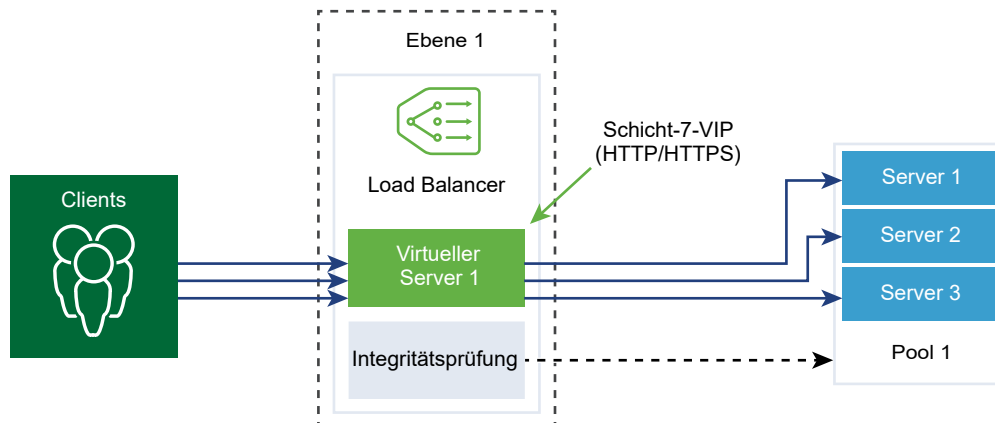 Ebene 1
Load Balancer
Schicht-7-VIP
(HTTP/HTTPS)
Clients
Virtueller
Server 1
Integritätsprüfung
Server 1
Server 2
Server 3
Pool 1